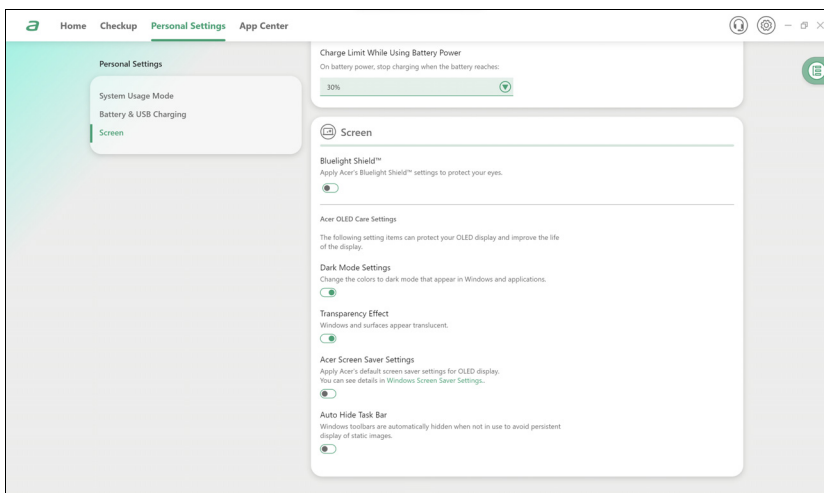 a Home Checkup Personal Settings App Center
Personal Settings
System Usage Mode
Battery & USB Charging
Screen
Charge Limit While Using Battery Power
On battery power, stop charging when the battery reaches:
30%
Screen
Bluelight Shield™
Apply Acer's Bluelight Shield™ settings to protect your eyes.
Acer OLED Care Settings
The following setting items can protect your OLED display and improve the life
of the display.
Dark Mode Settings
Change the colors to dark mode that appear in Windows and applications.
Transparency Effect
Windows and surfaces appear translucent.
Acer Screen Saver Settings
Apply Acer's default screen saver settings for OLED display.
You can see details in Windows Screen Saver Settings..
Auto Hide Task Bar
Windows toolbars are automatically hidden when not in use to avoid persistent
display of static images.